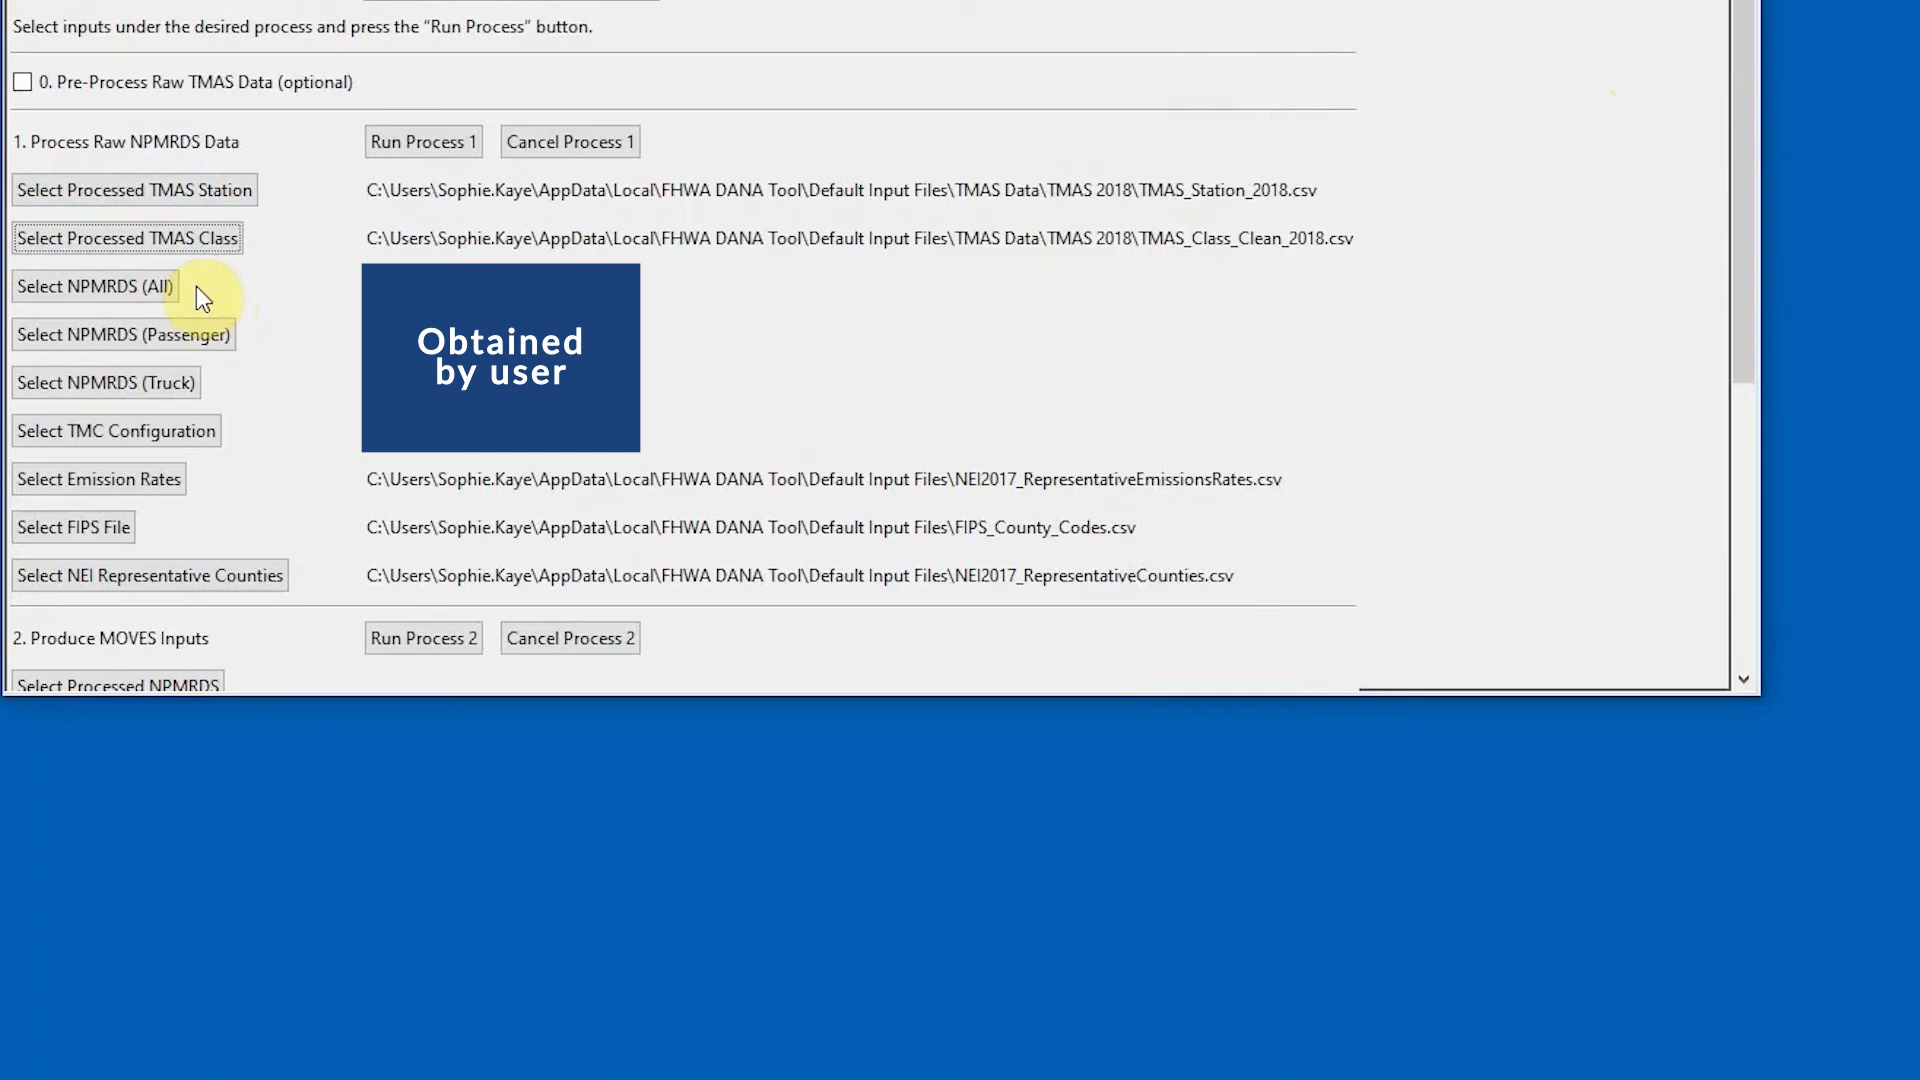 Select inputs under the desired process and press the “Run Process” button.
0. Pre-Process Raw TMAS Data (optional)
1. Process Raw NPMRDS Data Run Process 1 Cancel Process 1
Select Processed TMAS Station C:\Users\Sophie.Kaye\AppData\Local\FHWA DANA Tool\Default Input Files\TMAS Data\TMAS 2018\TMAS_Station_2018.csv
Select Processed TMAS Class C:\Users\Sophie.Kaye\AppData\Local\FHWA DANA Tool\Default Input Files\TMAS Data\TMAS 2018\TMAS_Class_Clean_2018.csv
Select NPMRDS (All)
Select NPMRDS (Passenger)
Obtained
by user
Select NPMRDS (Truck)
Select TMC Configuration
Select Emission Rates C:\Users\Sophie.Kaye\AppData\Local\FHWA DANA Tool\Default Input Files\NEI2017_RepresentativeEmissionsRates.csv
Select FIPS File C:\Users\Sophie.Kaye\AppData\Local\FHWA DANA Tool\Default Input Files\FIPS_County_Codes.csv
Select NEI Representative Counties C:\Users\Sophie.Kaye\AppData\Local\FHWA DANA Tool\Default Input Files\NEI2017_RepresentativeCounties.csv
2. Produce MOVES Inputs Run Process 2 Cancel Process 2
Select Processed NPMRDS